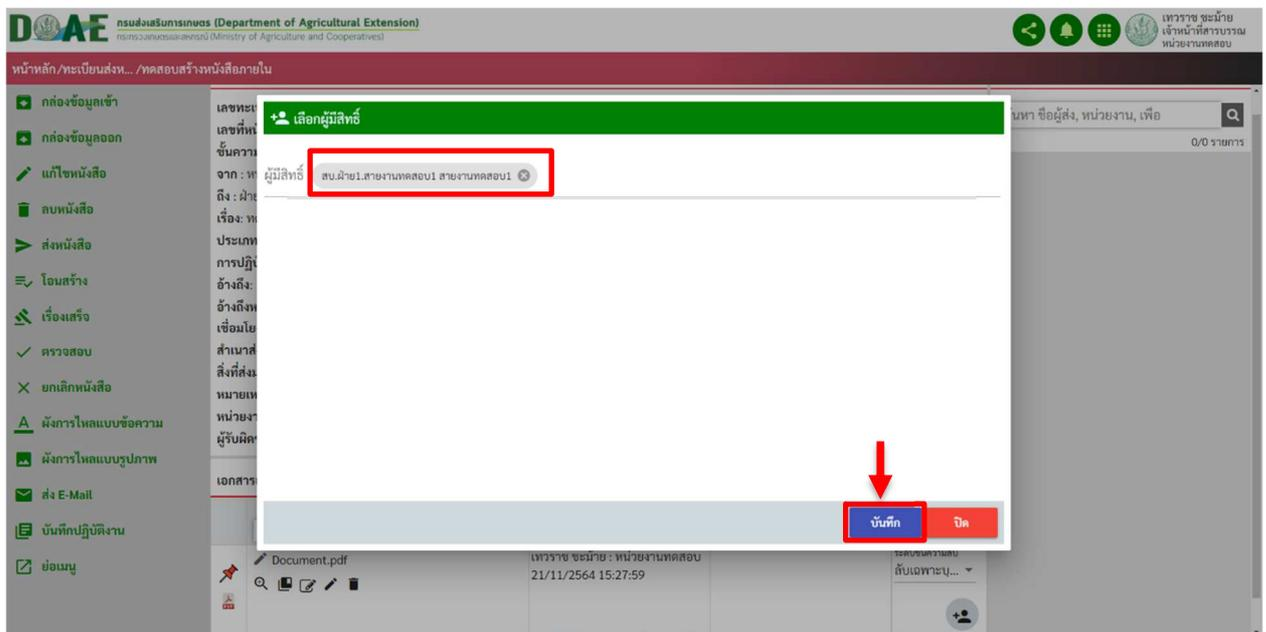 DOAE กรมส่งเสริมการเกษตร (Department of Agricultural Extension)
กระทรวงเกษตรและสหกรณ์ (Ministry of Agriculture and Cooperatives)
เทวราช ชะม้าย
เจ้าหน้าที่สารบรรณ
หน่วยงานทดสอบ
หน้าหลัก/ทะเบียนส่งห... /ทดสอบสร้างหนังสือภายใน
กล่องข้อมูลเข้า
กล่องข้อมูลออก
แก้ไขหนังสือ
ลบหนังสือ
ส่งหนังสือ
โอนสร้าง
เรื่องเสร็จ
ตรวจสอบ
ยกเลิกหนังสือ
ผังการไหลแบบข้อความ
ผังการไหลแบบรูปภาพ
ส่ง E-Mail
บันทึกปฏิบัติงาน
ย่อเมนู
เลขทะเ
เลขที่หนั
ชั้นความ
จาก : ห
ถึง : ฝ่าย
เรื่อง: ท
ประเภท
การปฏิบั
อ้างถึง:
อ้างถึงห
เชื่อมโย
สำเนาส่
สิ่งที่ส่งม
หมายเห
หน่วยงา
ผู้รับผิด
เอกสาร
เลือกผู้มีสิทธิ์
ผู้มีสิทธิ์ สบ.ฝ่าย1.สายงานทดสอบ1 สายงานทดสอบ1
บันทึก ปิด
ชื่อผู้ส่ง, หน่วยงาน, เพื่อ
0/0 รายการ
Document.pdf
เทวราช ชะม้าย : หน่วยงานทดสอบ
21/11/2564 15:27:59
ระดับชั้นความลับ
ลับเฉพาะบุ...